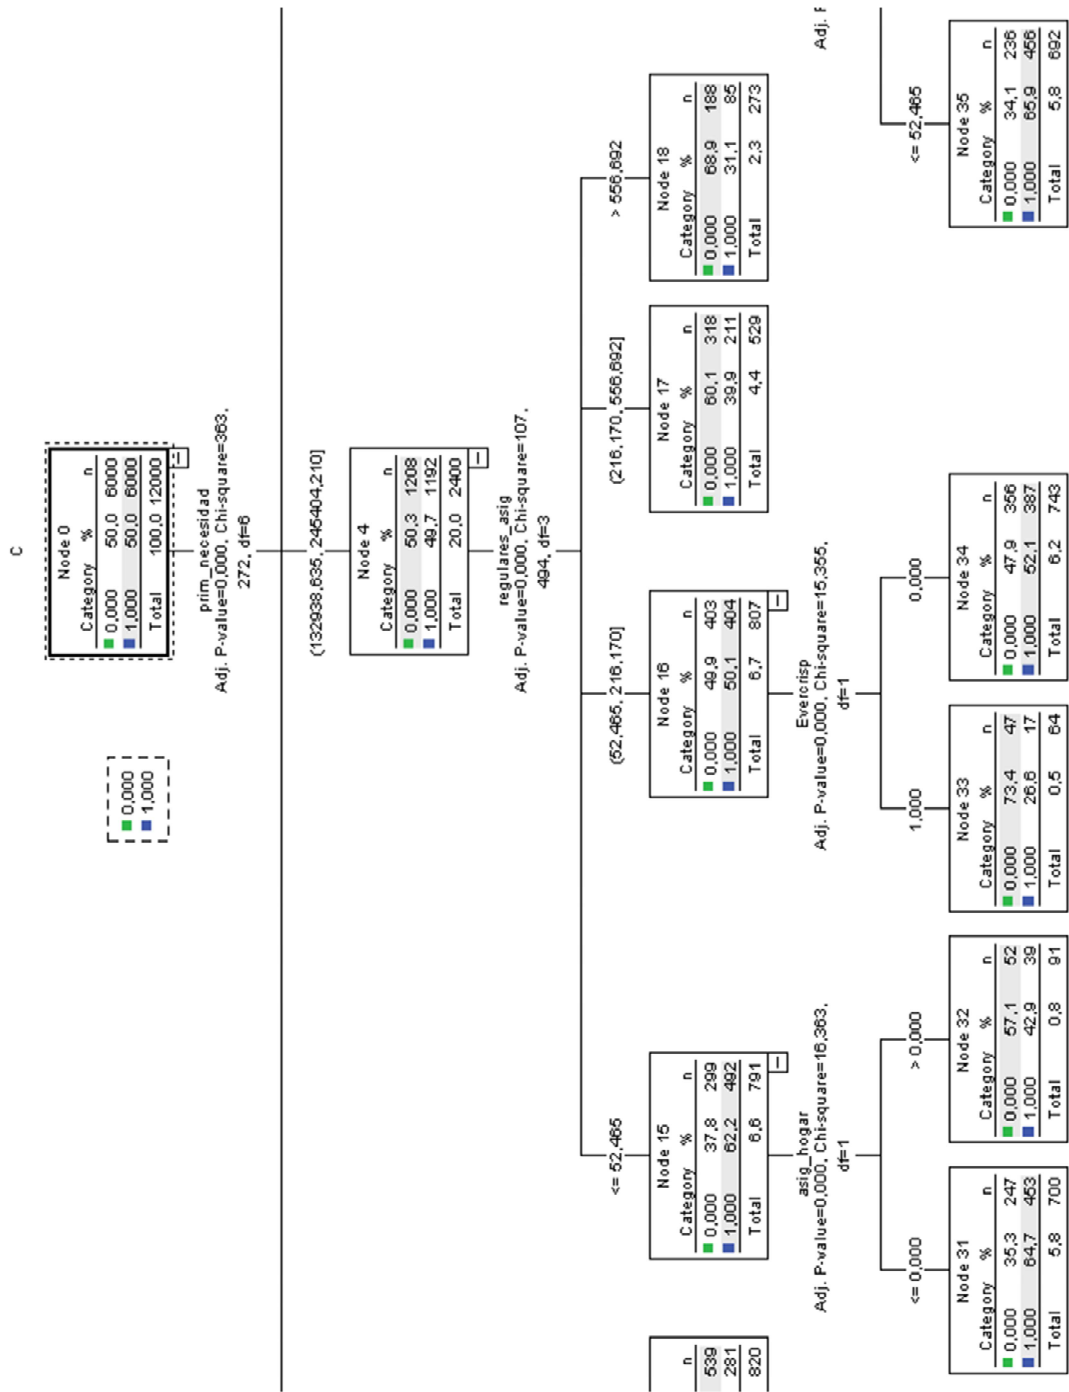 C
Node 0
Category % n
0,000 50,0 6000
1,000 50,0 6000
Total 100,0 12000
0,000
1,000
prim_necesidad
Adj. P-value=0,000, Chi-square=363,
272, df=6
(132938,635, 245404,210]
Node 4
Category % n
0,000 50,3 1208
1,000 49,7 1192
Total 20,0 2400
regulares_asig
Adj. P-value=0,000, Chi-square=107,
494, df=3
<= 52,465
(52,465, 216,170]
(216,170, 556,692]
> 556,692
n
539
281
820
Node 15
Category % n
0,000 37,8 299
1,000 62,2 492
Total 6,6 791
Node 16
Category % n
0,000 49,9 403
1,000 50,1 404
Total 6,7 807
Node 17
Category % n
0,000 60,1 318
1,000 39,9 211
Total 4,4 529
Node 18
Category % n
0,000 68,9 188
1,000 31,1 85
Total 2,3 273
asig_hogar
Adj. P-value=0,000, Chi-square=16,363,
df=1
Evercrisp
Adj. P-value=0,000, Chi-square=15,355,
df=1
Adj. P
<= 0,000
> 0,000
1,000
0,000
<= 52,465
Node 31
Category % n
0,000 35,3 247
1,000 64,7 453
Total 5,8 700
Node 32
Category % n
0,000 57,1 52
1,000 42,9 39
Total 0,8 91
Node 33
Category % n
0,000 73,4 47
1,000 26,6 17
Total 0,5 64
Node 34
Category % n
0,000 47,9 356
1,000 52,1 387
Total 6,2 743
Node 35
Category % n
0,000 34,1 236
1,000 65,9 456
Total 5,8 692